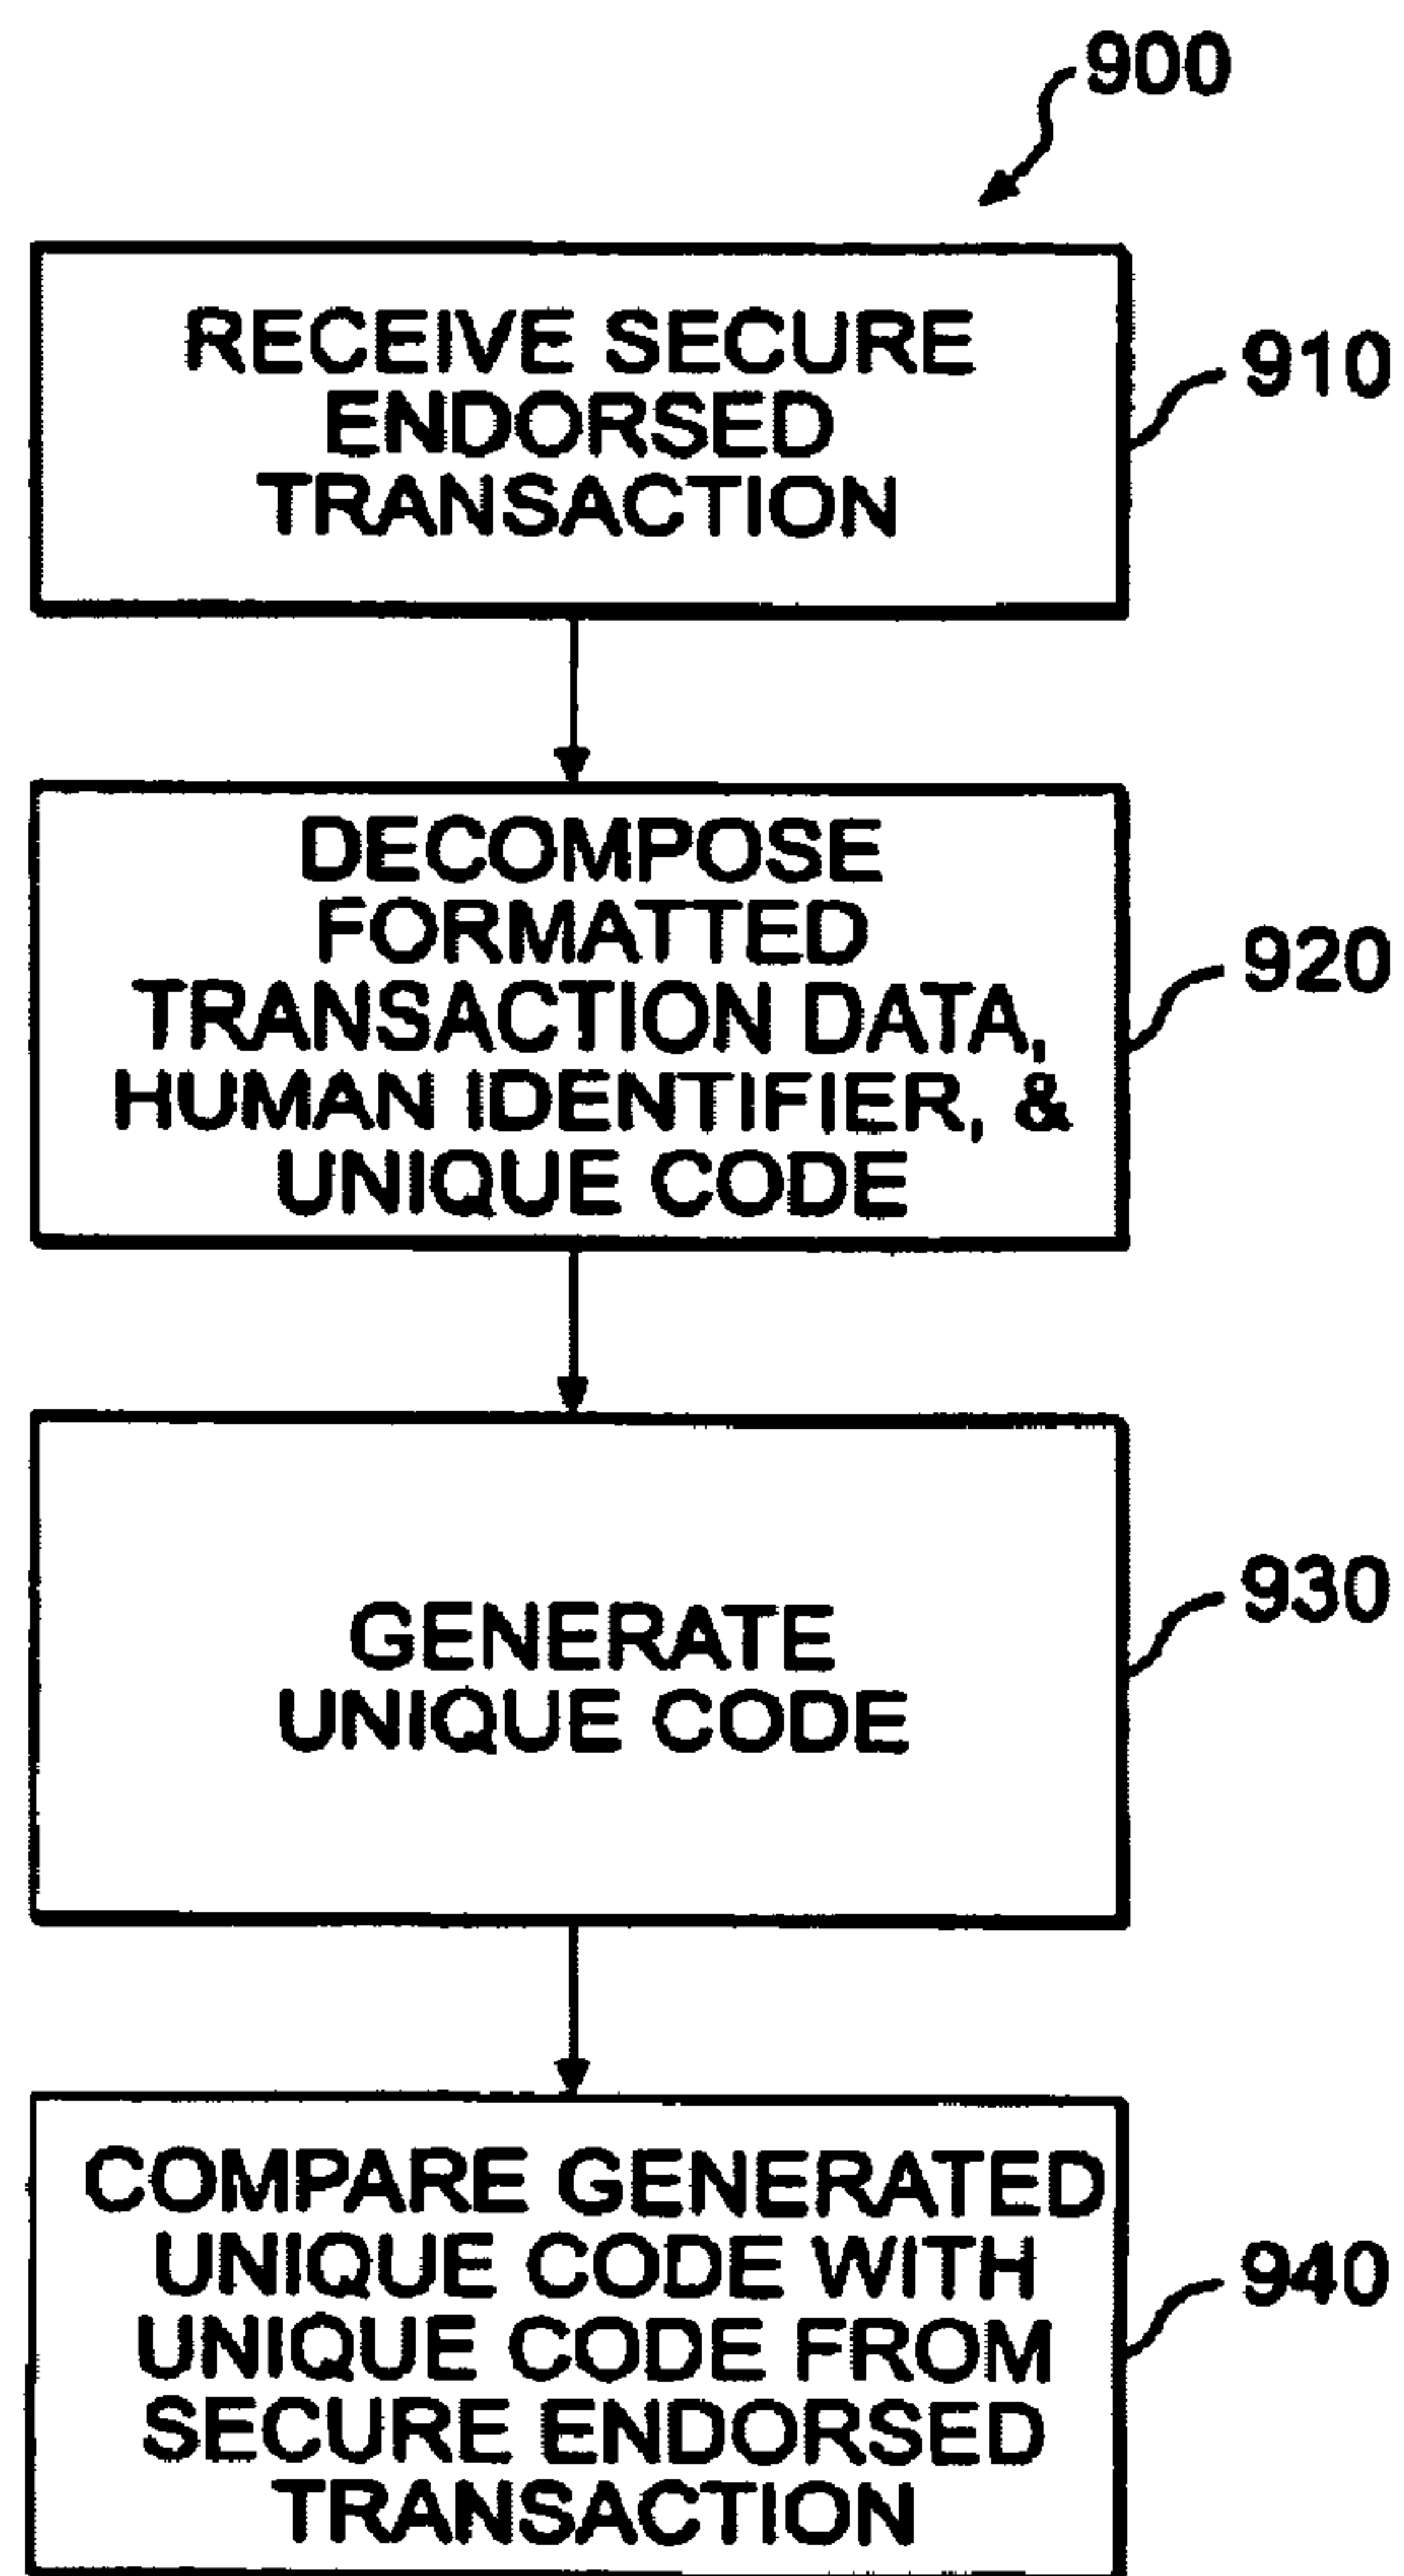 900
RECEIVE SECURE
ENDORSED
TRANSACTION
910
DECOMPOSE
FORMATTED
TRANSACTION DATA,
HUMAN IDENTIFIER, &
UNIQUE CODE
920
GENERATE
UNIQUE CODE
930
COMPARE GENERATED
UNIQUE CODE WITH
UNIQUE CODE FROM
SECURE ENDORSED
TRANSACTION
940